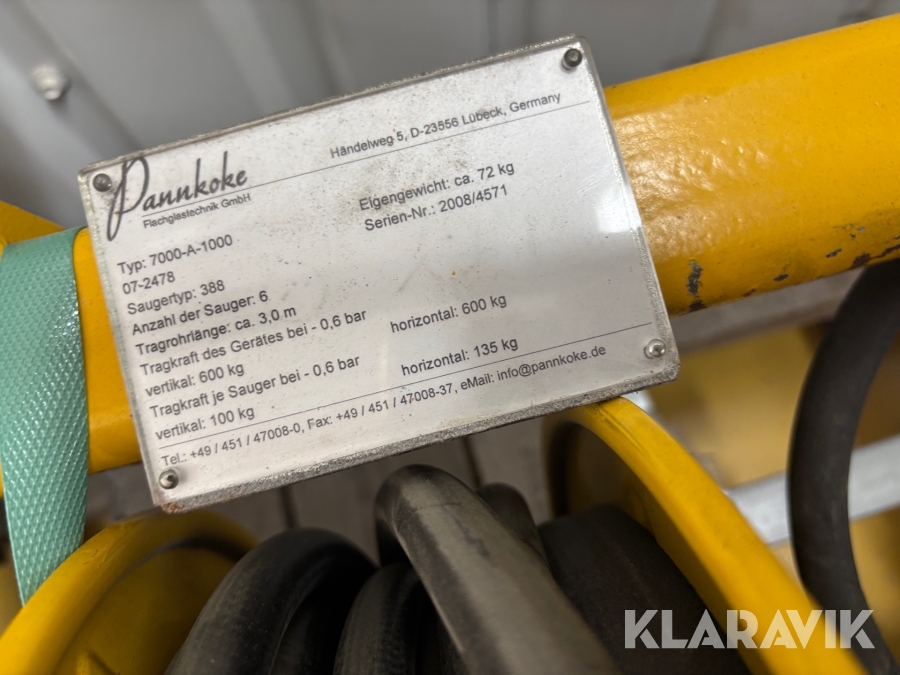 Pannkoke
Flachglastechnik GmbH
Händelweg 5, D-23556 Lübeck, Germany
Eigengewicht: ca. 72 kg
Serien-Nr.: 2008/4571
Typ: 7000-A-1000
07-2478
Saugertyp: 388
Anzahl der Sauger: 6
Tragrohrlänge: ca. 3,0 m
Tragkraft des Gerätes bei - 0,6 bar
vertikal: 600 kg horizontal: 600 kg
Tragkraft je Sauger bei - 0,6 bar
vertikal: 100 kg horizontal: 135 kg
Tel.: +49 / 451 / 47008-0, Fax: +49 / 451 / 47008-37, eMail: info@pannkoke.de
KLARAVIK